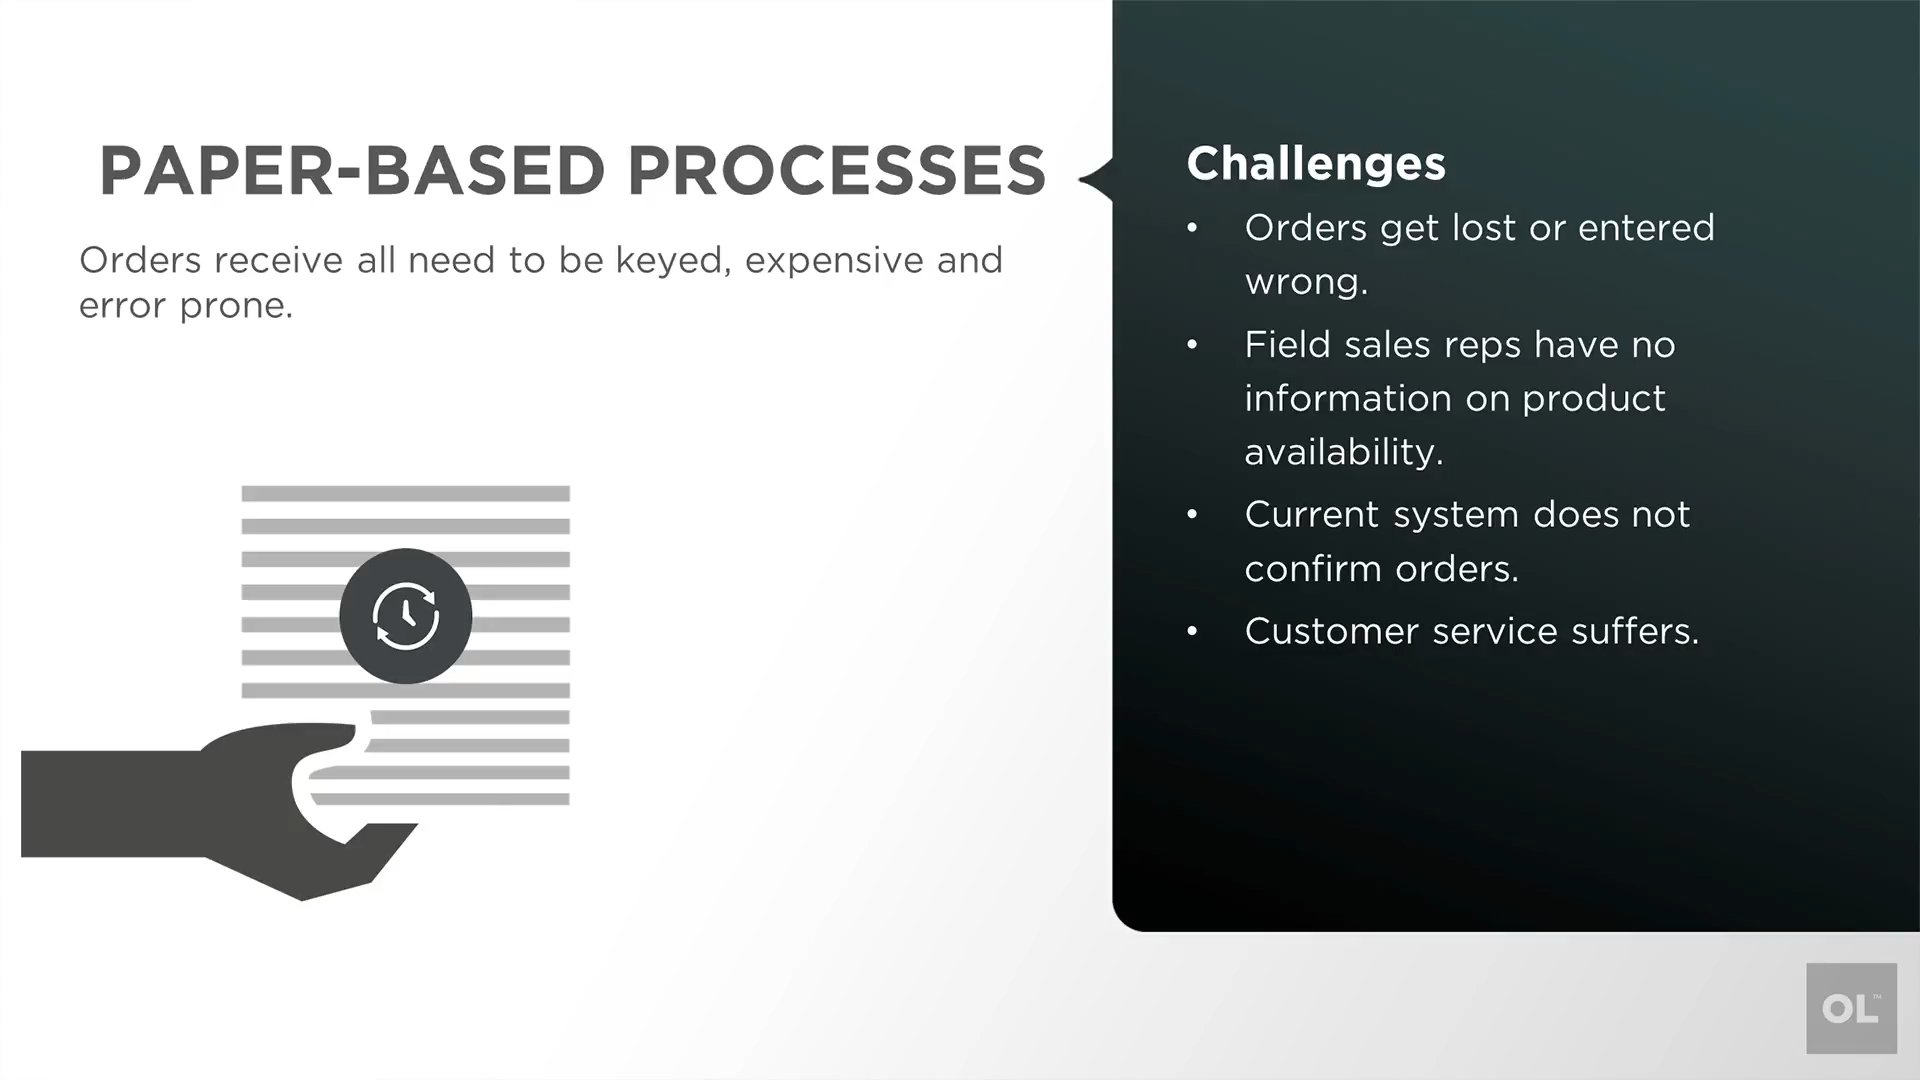 PAPER-BASED PROCESSES
Orders receive all need to be keyed, expensive and
error prone.
Challenges
• Orders get lost or entered
wrong.
• Field sales reps have no
information on product
availability.
• Current system does not
confirm orders.
• Customer service suffers.
OL™